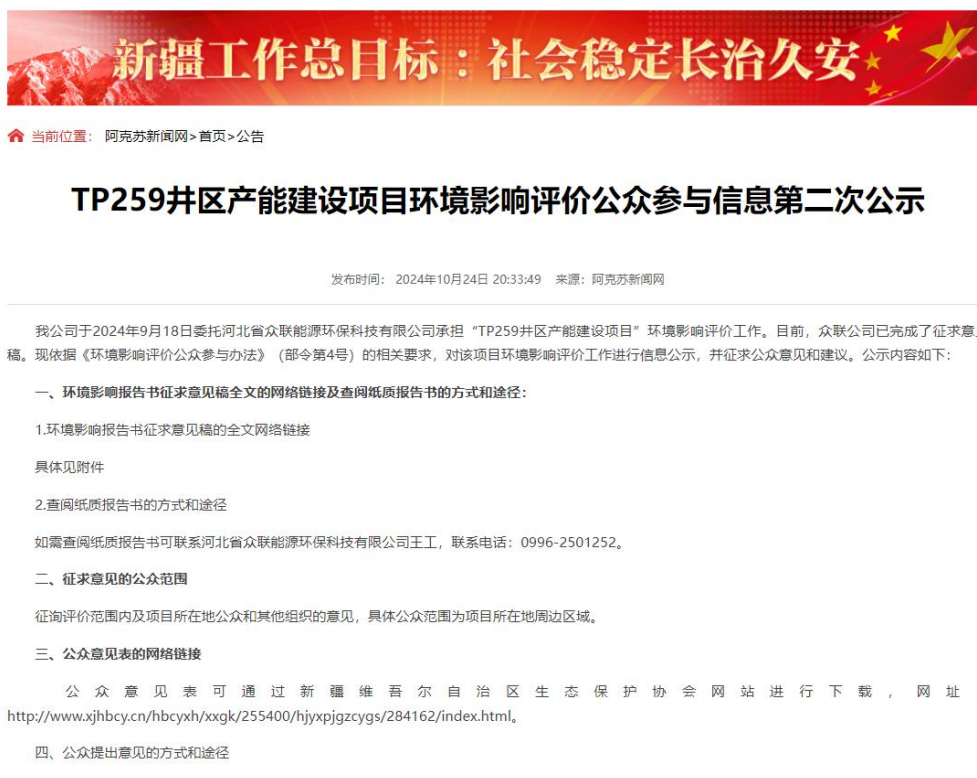 新疆工作总目标：社会稳定长治久安
当前位置： 阿克苏新闻网>首页>公告
TP259井区产能建设项目环境影响评价公众参与信息第二次公示
发布时间： 2024年10月24日 20:33:49 来源：阿克苏新闻网
我公司于2024年9月18日委托河北省众联能源环保科技有限公司承担“TP259井区产能建设项目”环境影响评价工作。目前，众联公司已完成了征求意
稿。现依据《环境影响评价公众参与办法》（部令第4号）的相关要求，对该项目环境影响评价工作进行信息公示，并征求公众意见和建议。公示内容如下：
一、环境影响报告书征求意见稿全文的网络链接及查阅纸质报告书的方式和途径：
1.环境影响报告书征求意见稿的全文网络链接
具体见附件
2.查阅纸质报告书的方式和途径
如需查阅纸质报告书可联系河北省众联能源环保科技有限公司王工，联系电话：0996-2501252。
二、征求意见的公众范围
征询评价范围内及项目所在地公众和其他组织的意见，具体公众范围为项目所在地周边区域。
三、公众意见表的网络链接
公众意见表可通过新疆维吾尔自治区生态保护协会网站进行下载，网址
http://www.xjhbcy.cn/hbcyxh/xxgk/255400/hjyxpjgzcygs/284162/index.html。
四、公众提出意见的方式和途径